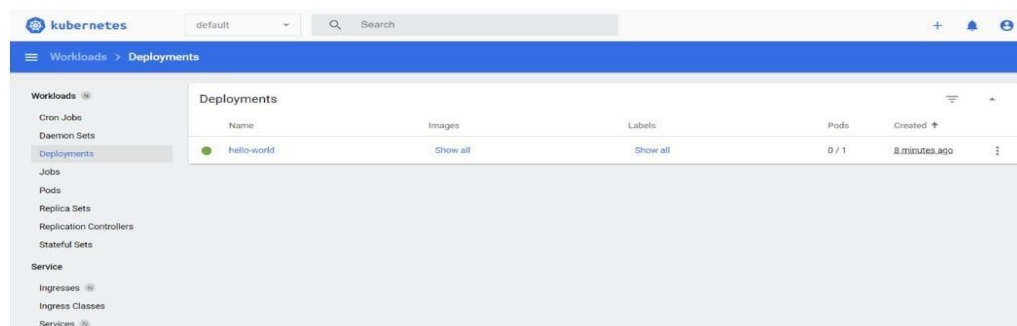 kubernetes
default
Search
Workloads > Deployments
Workloads N
Cron Jobs
Daemon Sets
Deployments
Jobs
Pods
Replica Sets
Replication Controllers
Stateful Sets
Service
Ingresses N
Ingress Classes
Services N
Deployments
Name Images Labels Pods Created
hello-world Show all Show all 0 / 1 8 minutes ago